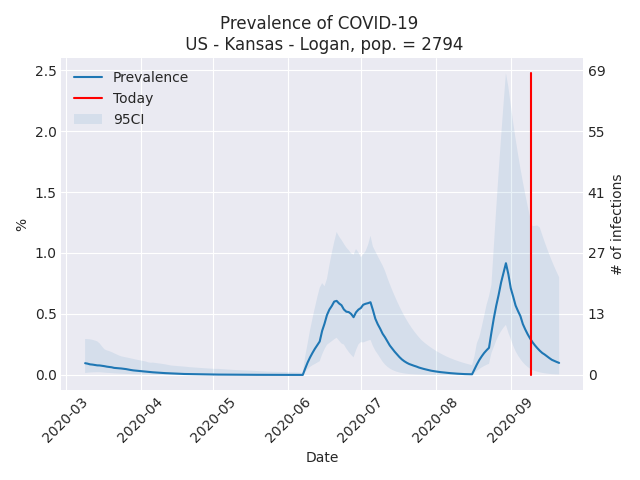 Prevalence of COVID-19
US - Kansas - Logan, pop. = 2794
Prevalence
Today
95CI
2.5
2.0
1.5
1.0
0.5
0.0
%
69
55
41
27
13
0
# of infections
2020-03
2020-04
2020-05
2020-06
2020-07
2020-08
2020-09
Date